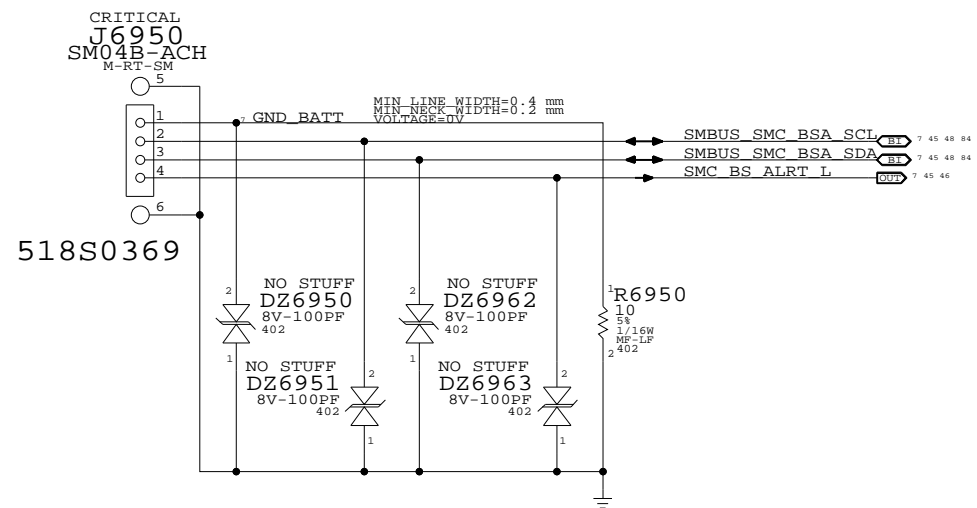 CRITICAL
J6950
SM04B-ACH
M-RT-SM
5
1
2
3
4
6
518S0369
7 GND_BATT
MIN_LINE_WIDTH=0.4 mm
MIN_NECK_WIDTH=0.2 mm
VOLTAGE=0V
SMBUS_SMC_BSA_SCL BI 7 45 48 84
SMBUS_SMC_BSA_SDA BI 7 45 48 84
SMC_BS_ALRT_L OUT 7 45 46
2
NO STUFF
DZ6950
8V-100PF
402
1
NO STUFF
DZ6951
8V-100PF
402
2
1
2
NO STUFF
DZ6962
8V-100PF
402
1
NO STUFF
DZ6963
8V-100PF
402
2
1
1
R6950
10
5%
1/16W
MF-LF
402
2